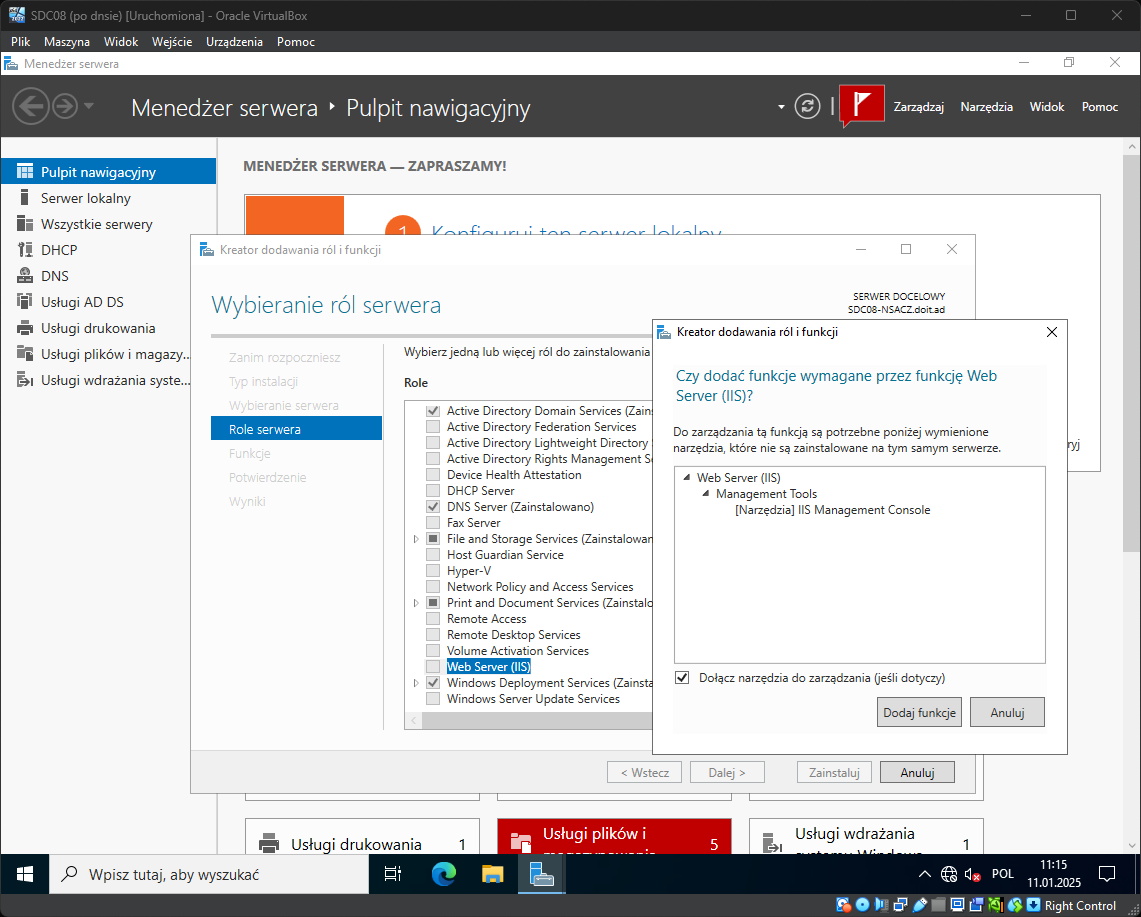 SDC08 (po dnsie) [Uruchomiona] - Oracle VirtualBox
Plik Maszyna Widok Wejście Urządzenia Pomoc
Menedżer serwera
Menedżer serwera Pulpit nawigacyjny
Zarządzaj Narzędzia Widok Pomoc
Pulpit nawigacyjny
Serwer lokalny
Wszystkie serwery
DHCP
DNS
Usługi AD DS
Usługi drukowania
Usługi plików i magazy...
Usługi wdrażania syste...
MENEDŻER SERWERA — ZAPRASZAMY!
1 Konfiguruj ten serwer lokalny
Kreator dodawania ról i funkcji
Wybieranie ról serwera
SERWER DOCELOWY
SDC08-NSACZ.doit.ad
Zanim rozpoczniesz
Typ instalacji
Wybieranie serwera
Role serwera
Funkcje
Potwierdzenie
Wyniki
Wybierz jedną lub więcej ról do zainstalowania
Role
Active Directory Domain Services (Zains
Active Directory Federation Services
Active Directory Lightweight Directory
Active Directory Rights Management Se
Device Health Attestation
DHCP Server
DNS Server (Zainstalowano)
Fax Server
File and Storage Services (Zainstalowan
Host Guardian Service
Hyper-V
Network Policy and Access Services
Print and Document Services (Zainstalo
Remote Access
Remote Desktop Services
Volume Activation Services
Web Server (IIS)
Windows Deployment Services (Zainsta
Windows Server Update Services
< Wstecz Dalej > Zainstaluj Anuluj
Kreator dodawania ról i funkcji
Czy dodać funkcje wymagane przez funkcję Web
Server (IIS)?
Do zarządzania tą funkcją są potrzebne poniżej wymienione
narzędzia, które nie są zainstalowane na tym samym serwerze.
Web Server (IIS)
Management Tools
[Narzędzia] IIS Management Console
Dołącz narzędzia do zarządzania (jeśli dotyczy)
Dodaj funkcje Anuluj
ryj
Usługi drukowania 1
Usługi plików i
magazynowania 5
Usługi wdrażania
systemu Windows 1
Wpisz tutaj, aby wyszukać
POL
11:15
11.01.2025
Right Control